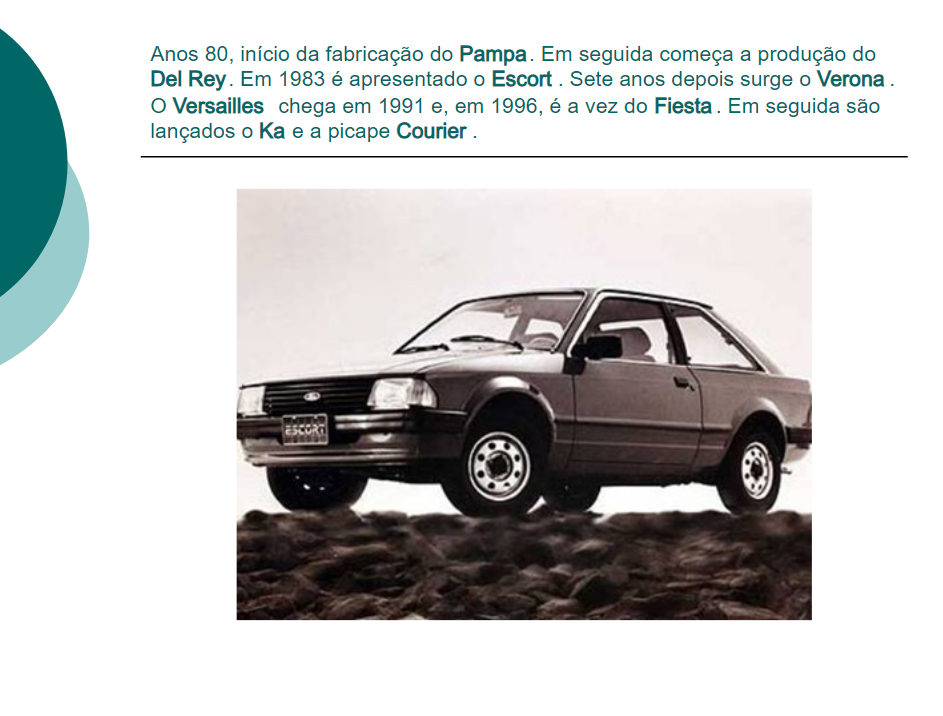 Anos 80, início da fabricação do Pampa. Em seguida começa a produção do
Del Rey. Em 1983 é apresentado o Escort . Sete anos depois surge o Verona .
O Versailles chega em 1991 e, em 1996, é a vez do Fiesta . Em seguida são
lançados o Ka e a picape Courier .
ESCORT